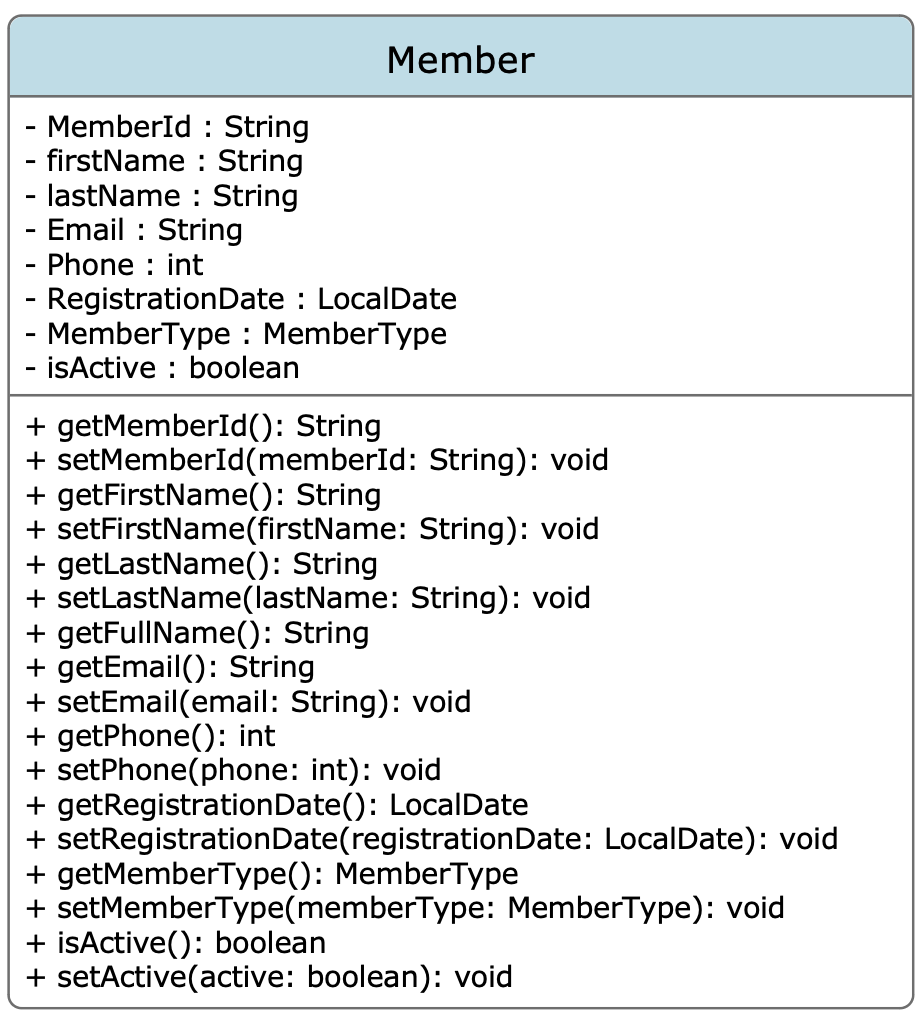 Member
- MemberId : String
- firstName : String
- lastName : String
- Email : String
- Phone : int
- RegistrationDate : LocalDate
- MemberType : MemberType
- isActive : boolean
+ getMemberId(): String
+ setMemberId(memberId: String): void
+ getFirstName(): String
+ setFirstName(firstName: String): void
+ getLastName(): String
+ setLastName(lastName: String): void
+ getFullName(): String
+ getEmail(): String
+ setEmail(email: String): void
+ getPhone(): int
+ setPhone(phone: int): void
+ getRegistrationDate(): LocalDate
+ setRegistrationDate(registrationDate: LocalDate): void
+ getMemberType(): MemberType
+ setMemberType(memberType: MemberType): void
+ isActive(): boolean
+ setActive(active: boolean): void